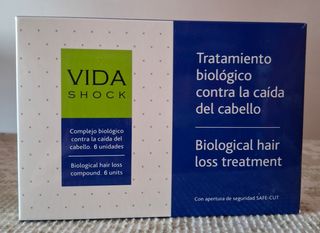 VIDA
SHOCK
Complejo biológico
contra la caída del
cabello. 6 unidades
Biological hair loss
compound. 6 units
Tratamiento
biológico
contra la caída
del cabello
Biological hair
loss treatment
Con apertura de seguridad SAFE-CUT